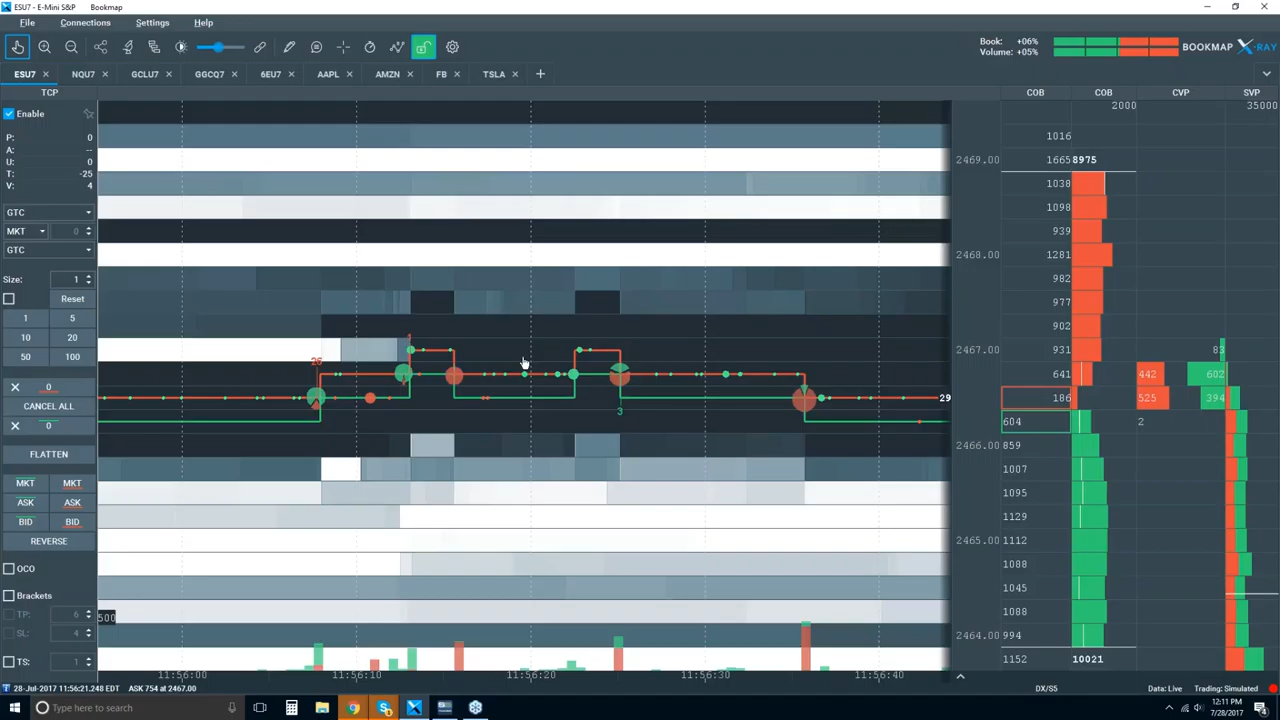 ESU7 - E-Mini S&P Bookmap
File Connections Settings Help
Book: +06%
Volume: +05%
BOOKMAP X-RAY
ESU7 NQU7 GCLU7 GGCQ7 6EU7 AAPL AMZN FB TSLA
TCP COB COB CVP SVP
2000 35000
Enable
P: 0
A: --
U: 0
T: -25
V: 4
GTC
MKT 0
GTC
Size: 1
Reset
1 5
10 20
50 100
0
CANCEL ALL
0
FLATTEN
MKT MKT
ASK ASK
BID BID
REVERSE
OCO
Brackets
TP: 6
SL: 4
TS: 1
26
1
3
29
500
1016
2469.00 1665 8975
1038
1098
939
2468.00 1281
982
977
902
2467.00 931 83
641 442 602
186 525 394
604 2
2466.00 859
1007
1095
1129
2465.00 1112
1088
1045
1088
2464.00 994
1152 10021
11:56:00 11:56:10 11:56:20 11:56:30 11:56:40
28-Jul-2017 11:56:21.248 EDT ASK 754 at 2467.00 DX/S5 Data: Live Trading: Simulated
Type here to search
12:11 PM
7/28/2017
4